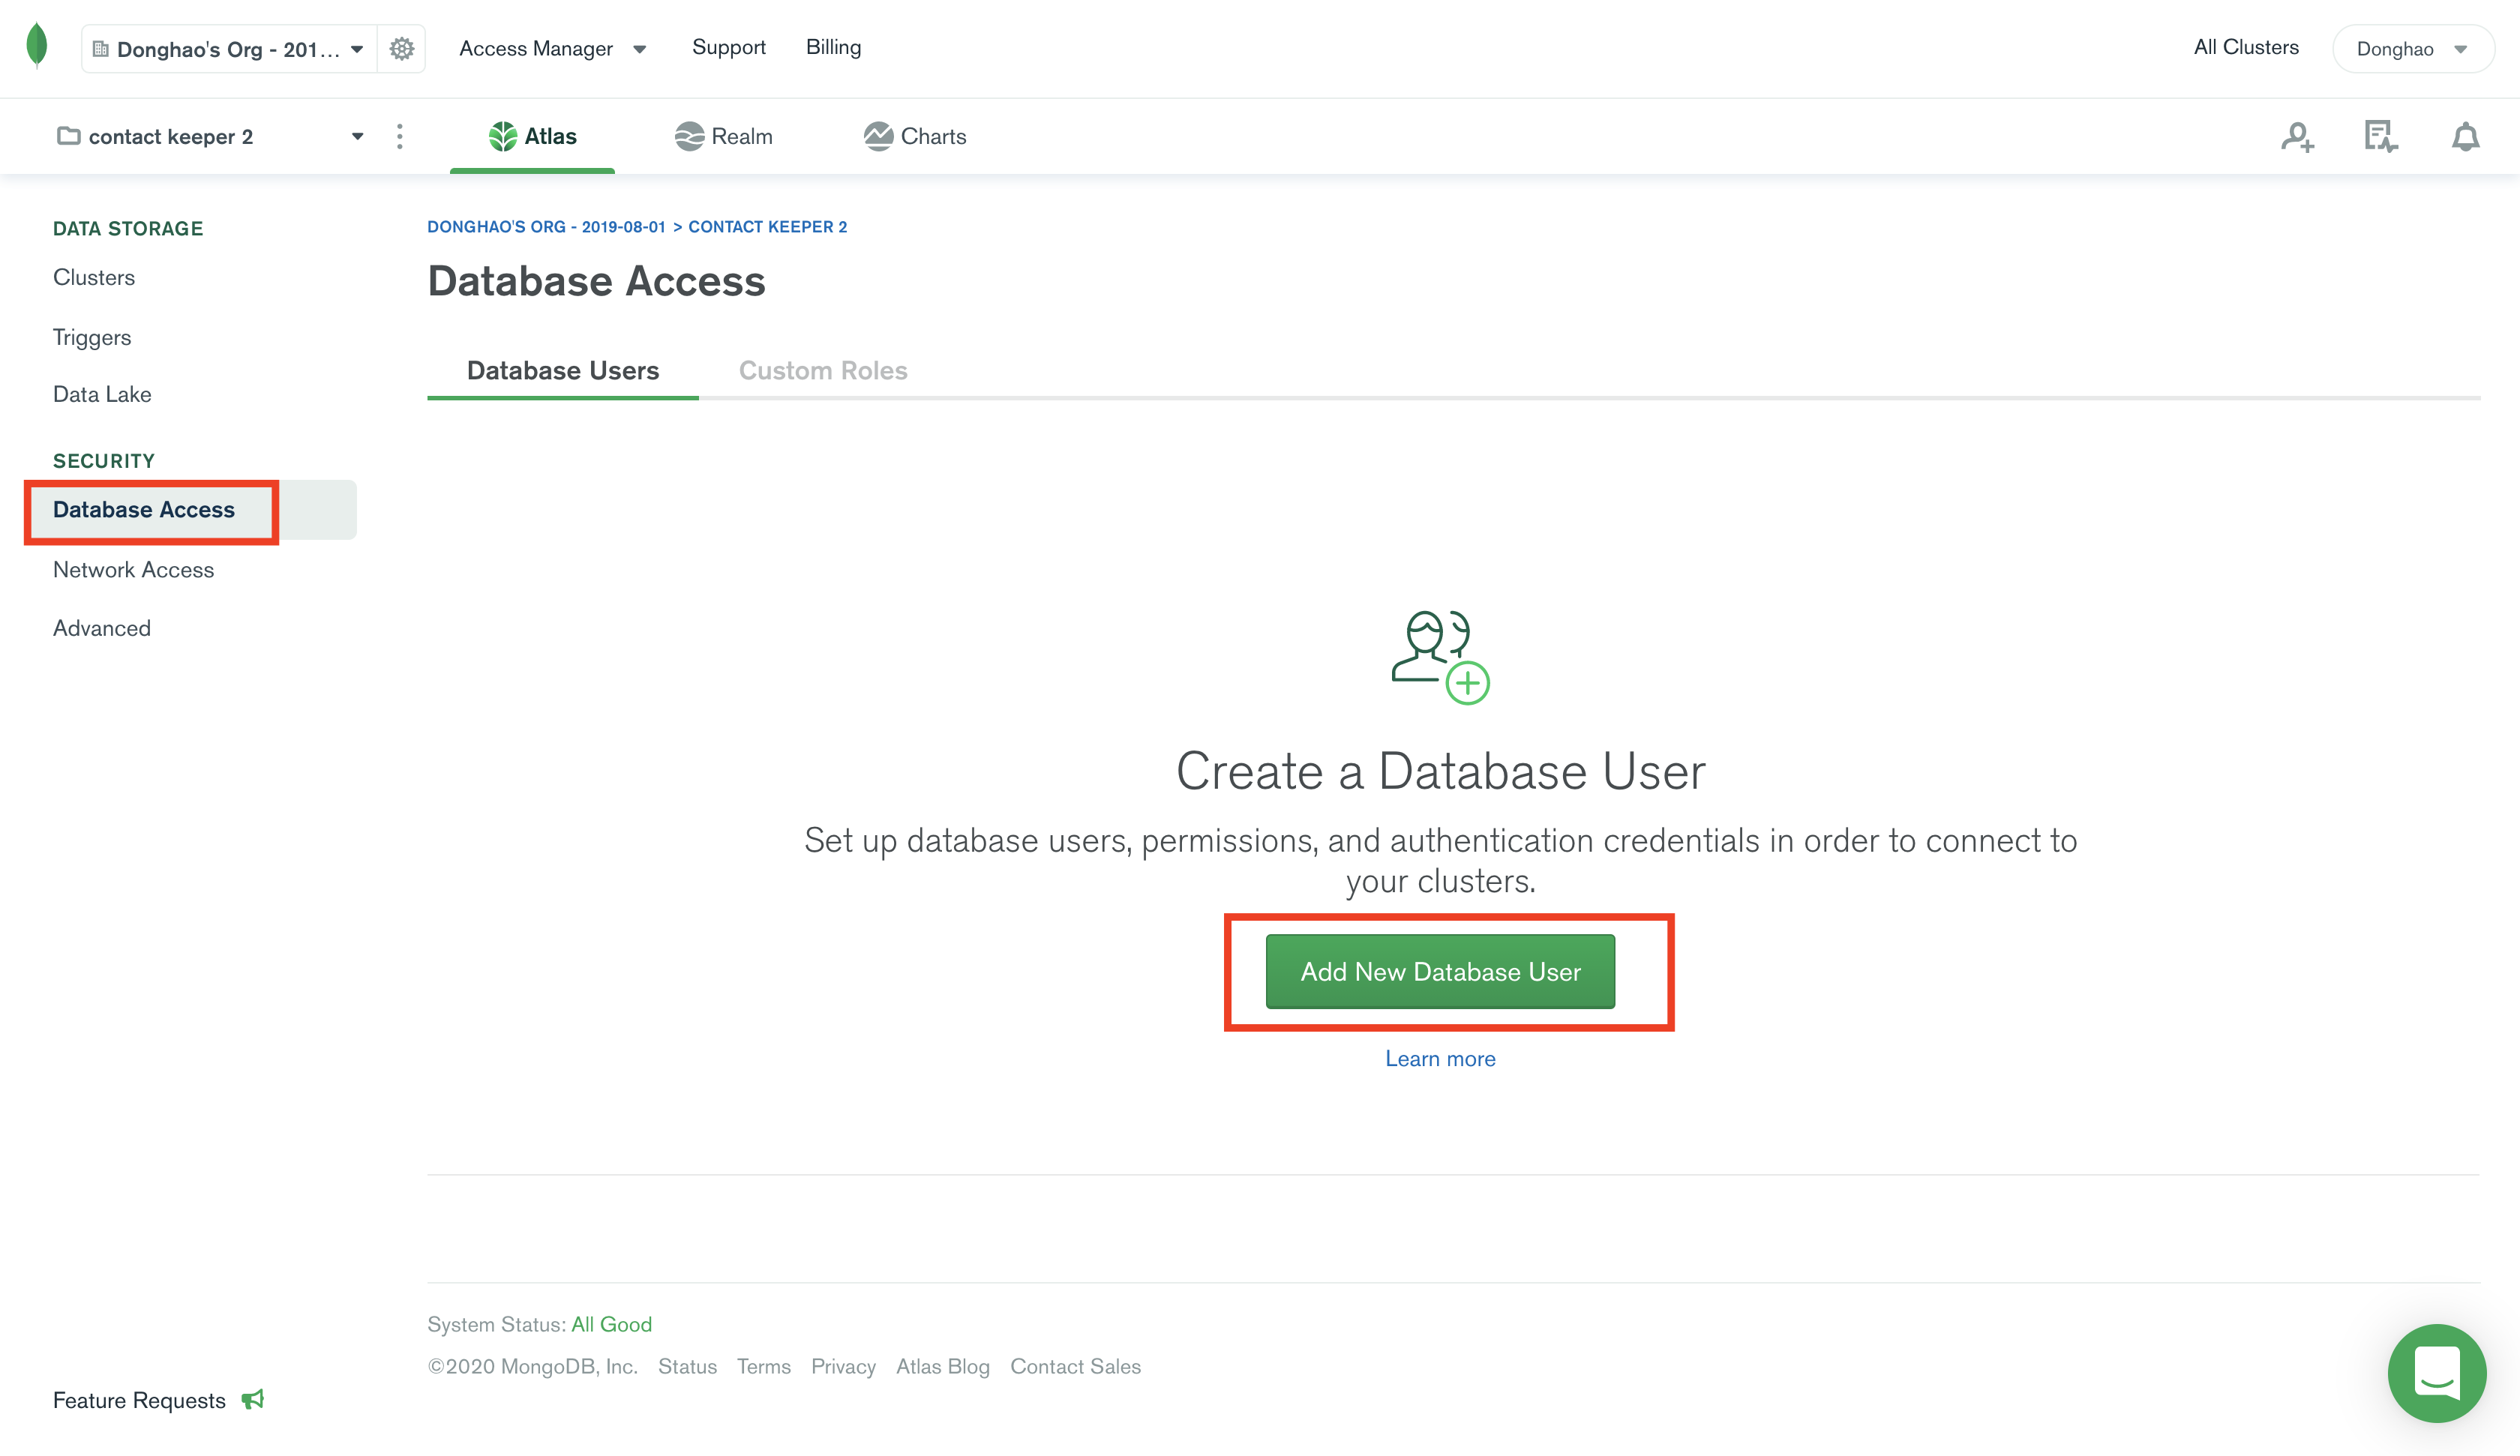 Donghao's Org - 201... Access Manager Support Billing All Clusters Donghao
contact keeper 2 Atlas Realm Charts
DATA STORAGE
Clusters
Triggers
Data Lake
SECURITY
Database Access
Network Access
Advanced
Feature Requests
DONGHAO'S ORG - 2019-08-01 > CONTACT KEEPER 2
Database Access
Database Users Custom Roles
Create a Database User
Set up database users, permissions, and authentication credentials in order to connect to
your clusters.
Add New Database User
Learn more
System Status: All Good
©2020 MongoDB, Inc. Status Terms Privacy Atlas Blog Contact Sales